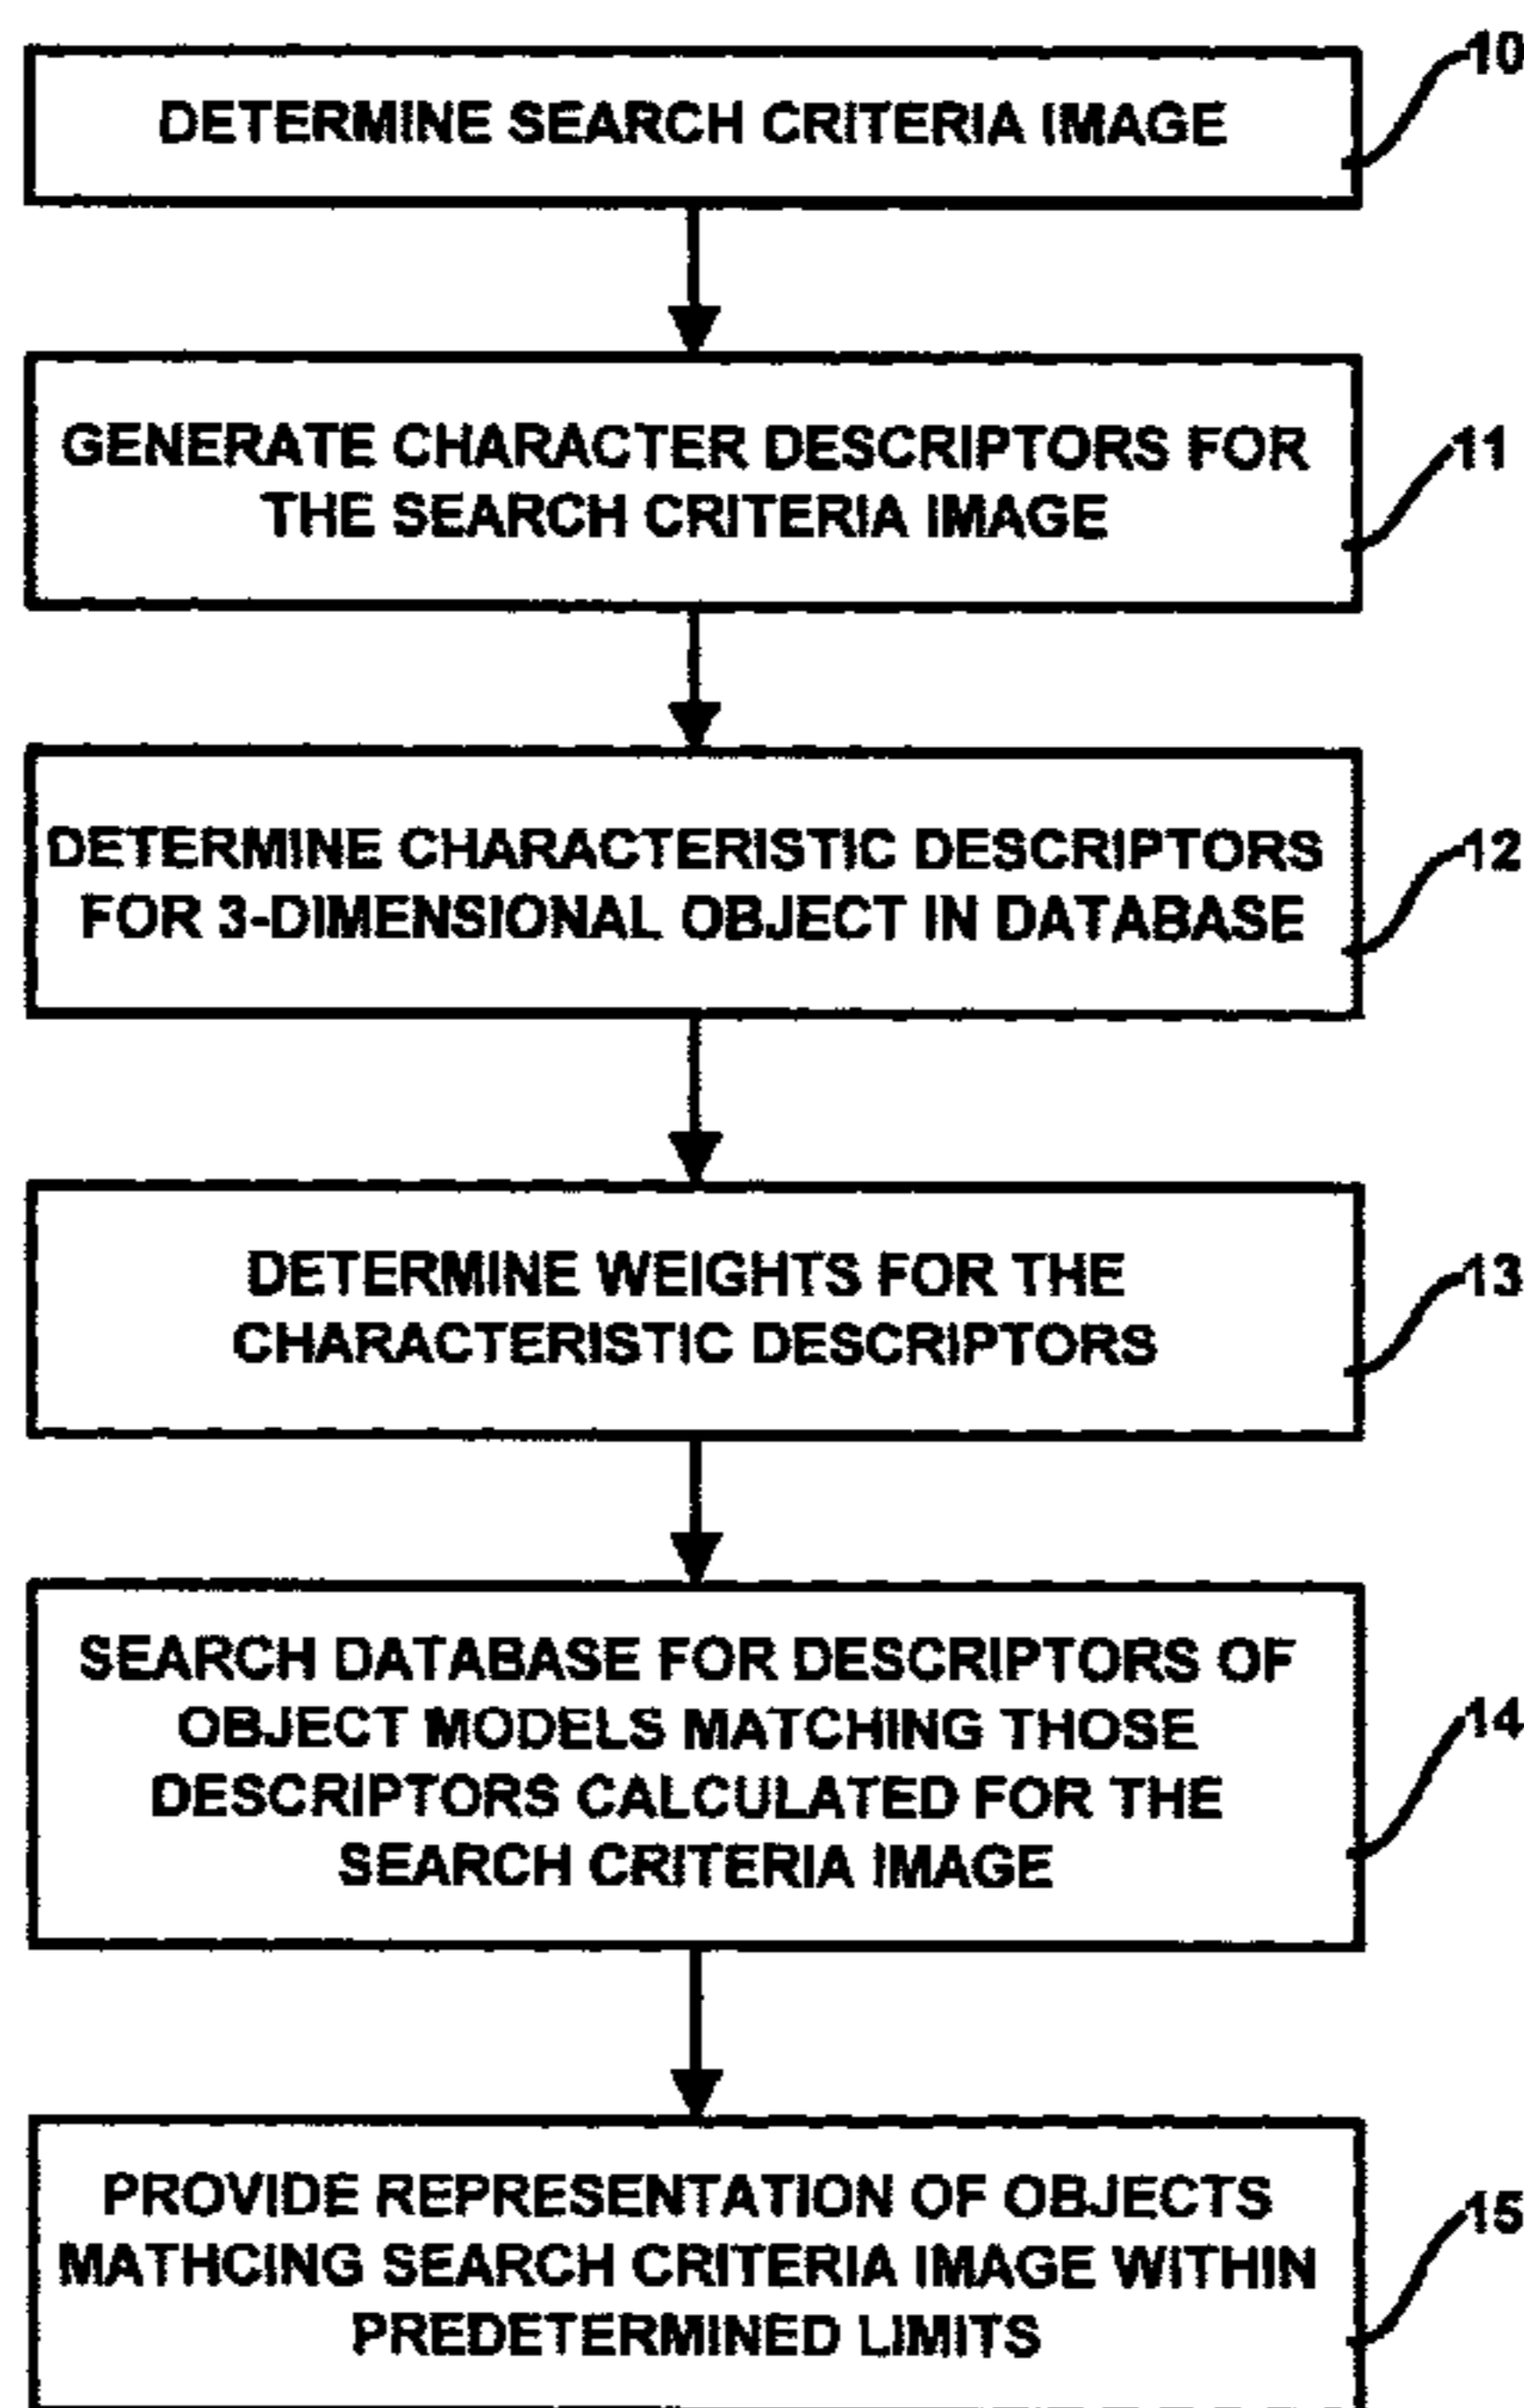 DETERMINE SEARCH CRITERIA IMAGE
10
GENERATE CHARACTER DESCRIPTORS FOR
THE SEARCH CRITERIA IMAGE
11
DETERMINE CHARACTERISTIC DESCRIPTORS
FOR 3-DIMENSIONAL OBJECT IN DATABASE
12
DETERMINE WEIGHTS FOR THE
CHARACTERISTIC DESCRIPTORS
13
SEARCH DATABASE FOR DESCRIPTORS OF
OBJECT MODELS MATCHING THOSE
DESCRIPTORS CALCULATED FOR THE
SEARCH CRITERIA IMAGE
14
PROVIDE REPRESENTATION OF OBJECTS
MATHCING SEARCH CRITERIA IMAGE WITHIN
PREDETERMINED LIMITS
15